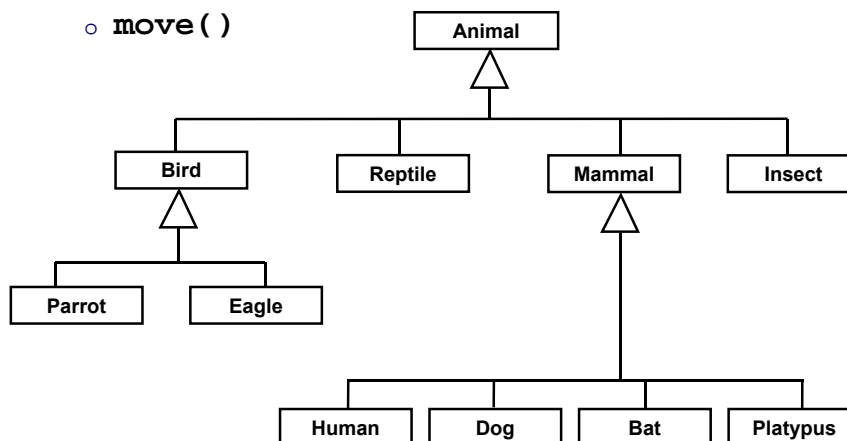 ○ move()
Animal
Bird Reptile Mammal Insect
Parrot Eagle
Human Dog Bat Platypus